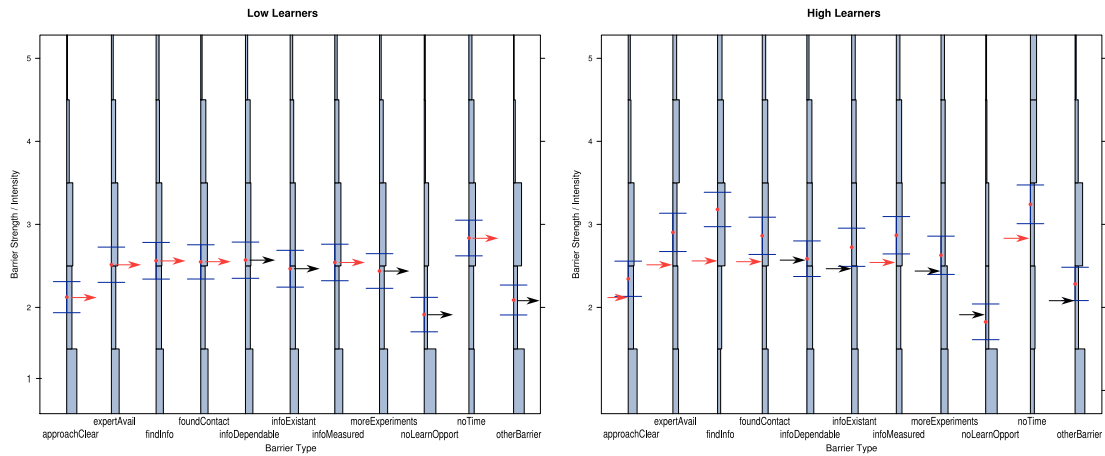 Low Learners
Barrier Strength / Intensity
5
4
3
2
1
expertAvail foundContact infoExistant moreExperiments noTime
approachClear findInfo infoDependable infoMeasured noLearnOpport otherBarrier
Barrier Type
High Learners
Barrier Strength / Intensity
5
4
3
2
expertAvail foundContact infoExistant moreExperiments noTime
approachClear findInfo infoDependable infoMeasured noLearnOpport otherBarrier
Barrier Type